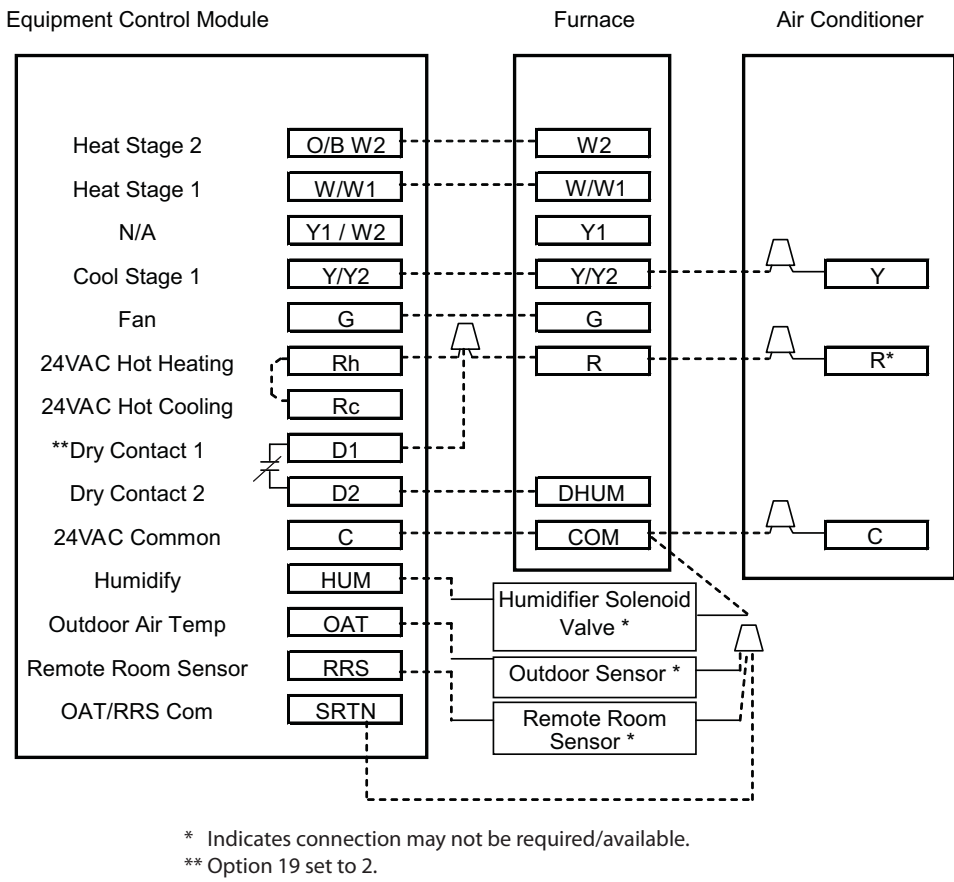 Equipment Control Module
Furnace
Air Conditioner
Heat Stage 2
O/B W2
W2
Heat Stage 1
W/W1
W/W1
N/A
Y1 / W2
Y1
Cool Stage 1
Y/Y2
Y/Y2
Y
Fan
G
G
24VAC Hot Heating
Rh
R
R*
24VAC Hot Cooling
Rc
**Dry Contact 1
D1
Dry Contact 2
D2
DHUM
24VAC Common
C
COM
C
Humidify
HUM
Humidifier Solenoid
Valve *
Outdoor Air Temp
OAT
Outdoor Sensor *
Remote Room Sensor
RRS
Remote Room
Sensor *
OAT/RRS Com
SRTN
* Indicates connection may not be required/available.
** Option 19 set to 2.